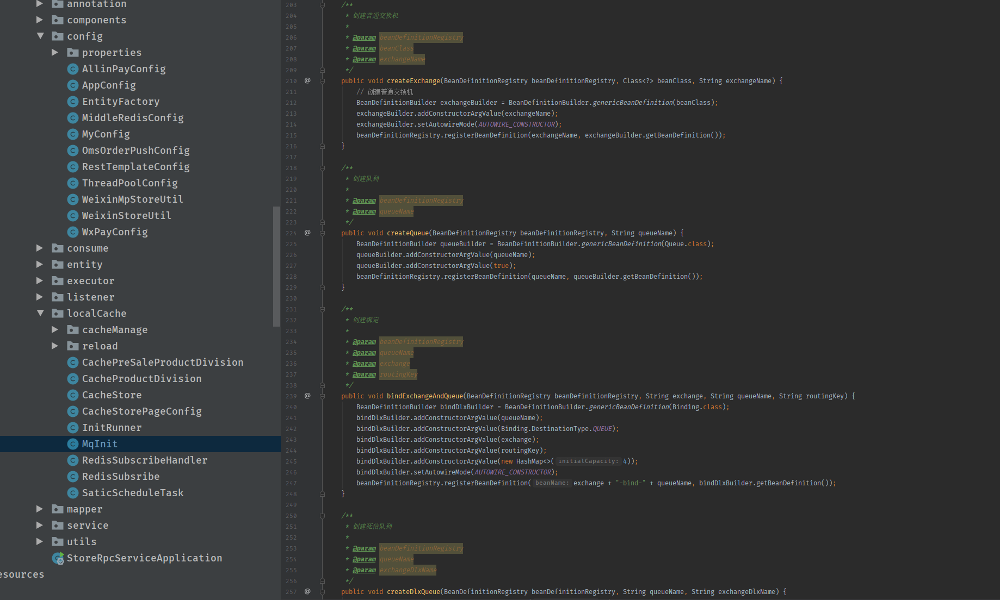 annotation
components
config
properties
AllinPayConfig
AppConfig
EntityFactory
MiddleRedisConfig
MyConfig
OmsOrderPushConfig
RestTemplateConfig
ThreadPoolConfig
WeixinMpStoreUtil
WeixinStoreUtil
WxPayConfig
consume
entity
executor
listener
localCache
cacheManage
reload
CachePreSaleProductDivision
CacheProductDivision
CacheStore
CacheStorePageConfig
InitRunner
MqInit
RedisSubscribeHandler
RedisSubsribe
SaticScheduleTask
mapper
service
utils
StoreRpcServiceApplication
esources
203 /**
204 * 创建普通交换机
205 *
206 * @param beanDefinitionRegistry
207 * @param beanClass
208 * @param exchangeName
209 */
210 @ public void createExchange(BeanDefinitionRegistry beanDefinitionRegistry, Class<?> beanClass, String exchangeName) {
211 // 创建普通交换机
212 BeanDefinitionBuilder exchangeBuilder = BeanDefinitionBuilder.genericBeanDefinition(beanClass);
213 exchangeBuilder.addConstructorArgValue(exchangeName);
214 exchangeBuilder.setAutowireMode(AUTOWIRE_CONSTRUCTOR);
215 beanDefinitionRegistry.registerBeanDefinition(exchangeName, exchangeBuilder.getBeanDefinition());
216 }
217
218 /**
219 * 创建队列
220 *
221 * @param beanDefinitionRegistry
222 * @param queueName
223 */
224 @ public void createQueue(BeanDefinitionRegistry beanDefinitionRegistry, String queueName) {
225 BeanDefinitionBuilder queueBuilder = BeanDefinitionBuilder.genericBeanDefinition(Queue.class);
226 queueBuilder.addConstructorArgValue(queueName);
227 queueBuilder.addConstructorArgValue(true);
228 beanDefinitionRegistry.registerBeanDefinition(queueName, queueBuilder.getBeanDefinition());
229 }
230
231 /**
232 * 创建绑定
233 *
234 * @param beanDefinitionRegistry
235 * @param queueName
236 * @param exchange
237 * @param routingKey
238 */
239 @ public void bindExchangeAndQueue(BeanDefinitionRegistry beanDefinitionRegistry, String exchange, String queueName, String routingKey) {
240 BeanDefinitionBuilder bindDlxBuilder = BeanDefinitionBuilder.genericBeanDefinition(Binding.class);
241 bindDlxBuilder.addConstructorArgValue(queueName);
242 bindDlxBuilder.addConstructorArgValue(Binding.DestinationType.QUEUE);
243 bindDlxBuilder.addConstructorArgValue(exchange);
244 bindDlxBuilder.addConstructorArgValue(routingKey);
245 bindDlxBuilder.addConstructorArgValue(new HashMap<>( initialCapacity: 4));
246 bindDlxBuilder.setAutowireMode(AUTOWIRE_CONSTRUCTOR);
247 beanDefinitionRegistry.registerBeanDefinition( beanName: exchange + "-bind-" + queueName, bindDlxBuilder.getBeanDefinition());
248 }
249
250 /**
251 * 创建死信队列
252 *
253 * @param beanDefinitionRegistry
254 * @param queueName
255 * @param exchangeDlxName
256 */
257 @ public void createDlxQueue(BeanDefinitionRegistry beanDefinitionRegistry, String queueName, String exchangeDlxName) {